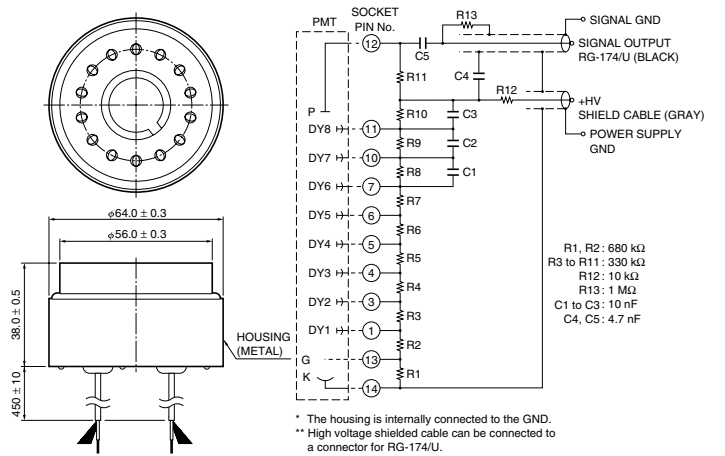 φ64.0 ± 0.3
φ56.0 ± 0.3
38.0 ± 0.5
450 ± 10
HOUSING
(METAL)
PMT
SOCKET
PIN No.
R13
SIGNAL GND
SIGNAL OUTPUT
RG-174/U (BLACK)
12
C5
R11
C4
R12
+HV
SHIELD CABLE (GRAY)
POWER SUPPLY
GND
P
R10
C3
DY8
11
R9
C2
DY7
10
R8
C1
DY6
7
R7
DY5
6
R6
DY4
5
R5
DY3
4
R4
DY2
3
R3
DY1
1
R2
G
13
R1
K
14
R1, R2: 680 kΩ
R3 to R11: 330 kΩ
R12: 10 kΩ
R13: 1 MΩ
C1 to C3: 10 nF
C4, C5: 4.7 nF
* The housing is internally connected to the GND.
** High voltage shielded cable can be connected to
a connector for RG-174/U.